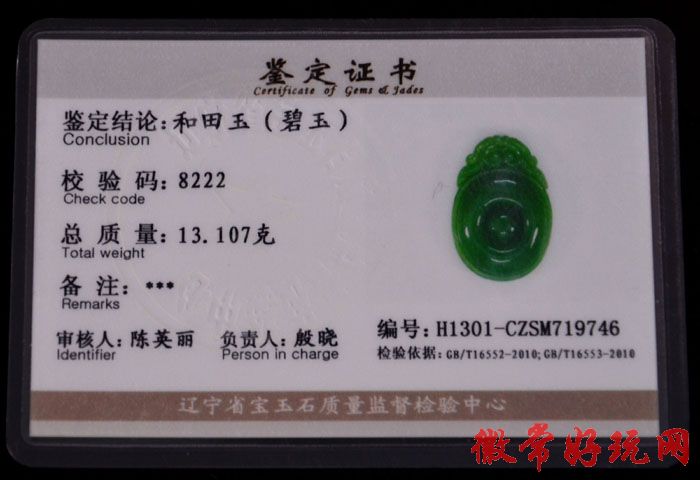 鉴定证书
Certificate of Gems & Jades
鉴定结论：和田玉（碧玉）
Conclusion
校验码：8222
Check code
总质量：13.107克
Total weight
备注：***
Remarks
审核人：陈英丽 负责人：殷晓
Identifier Person in charge
编号：H1301-CZSM719746
检验依据：GB/T16552-2010；GB/T16553-2010
辽宁省宝玉石质量监督检验中心
徽常好玩网